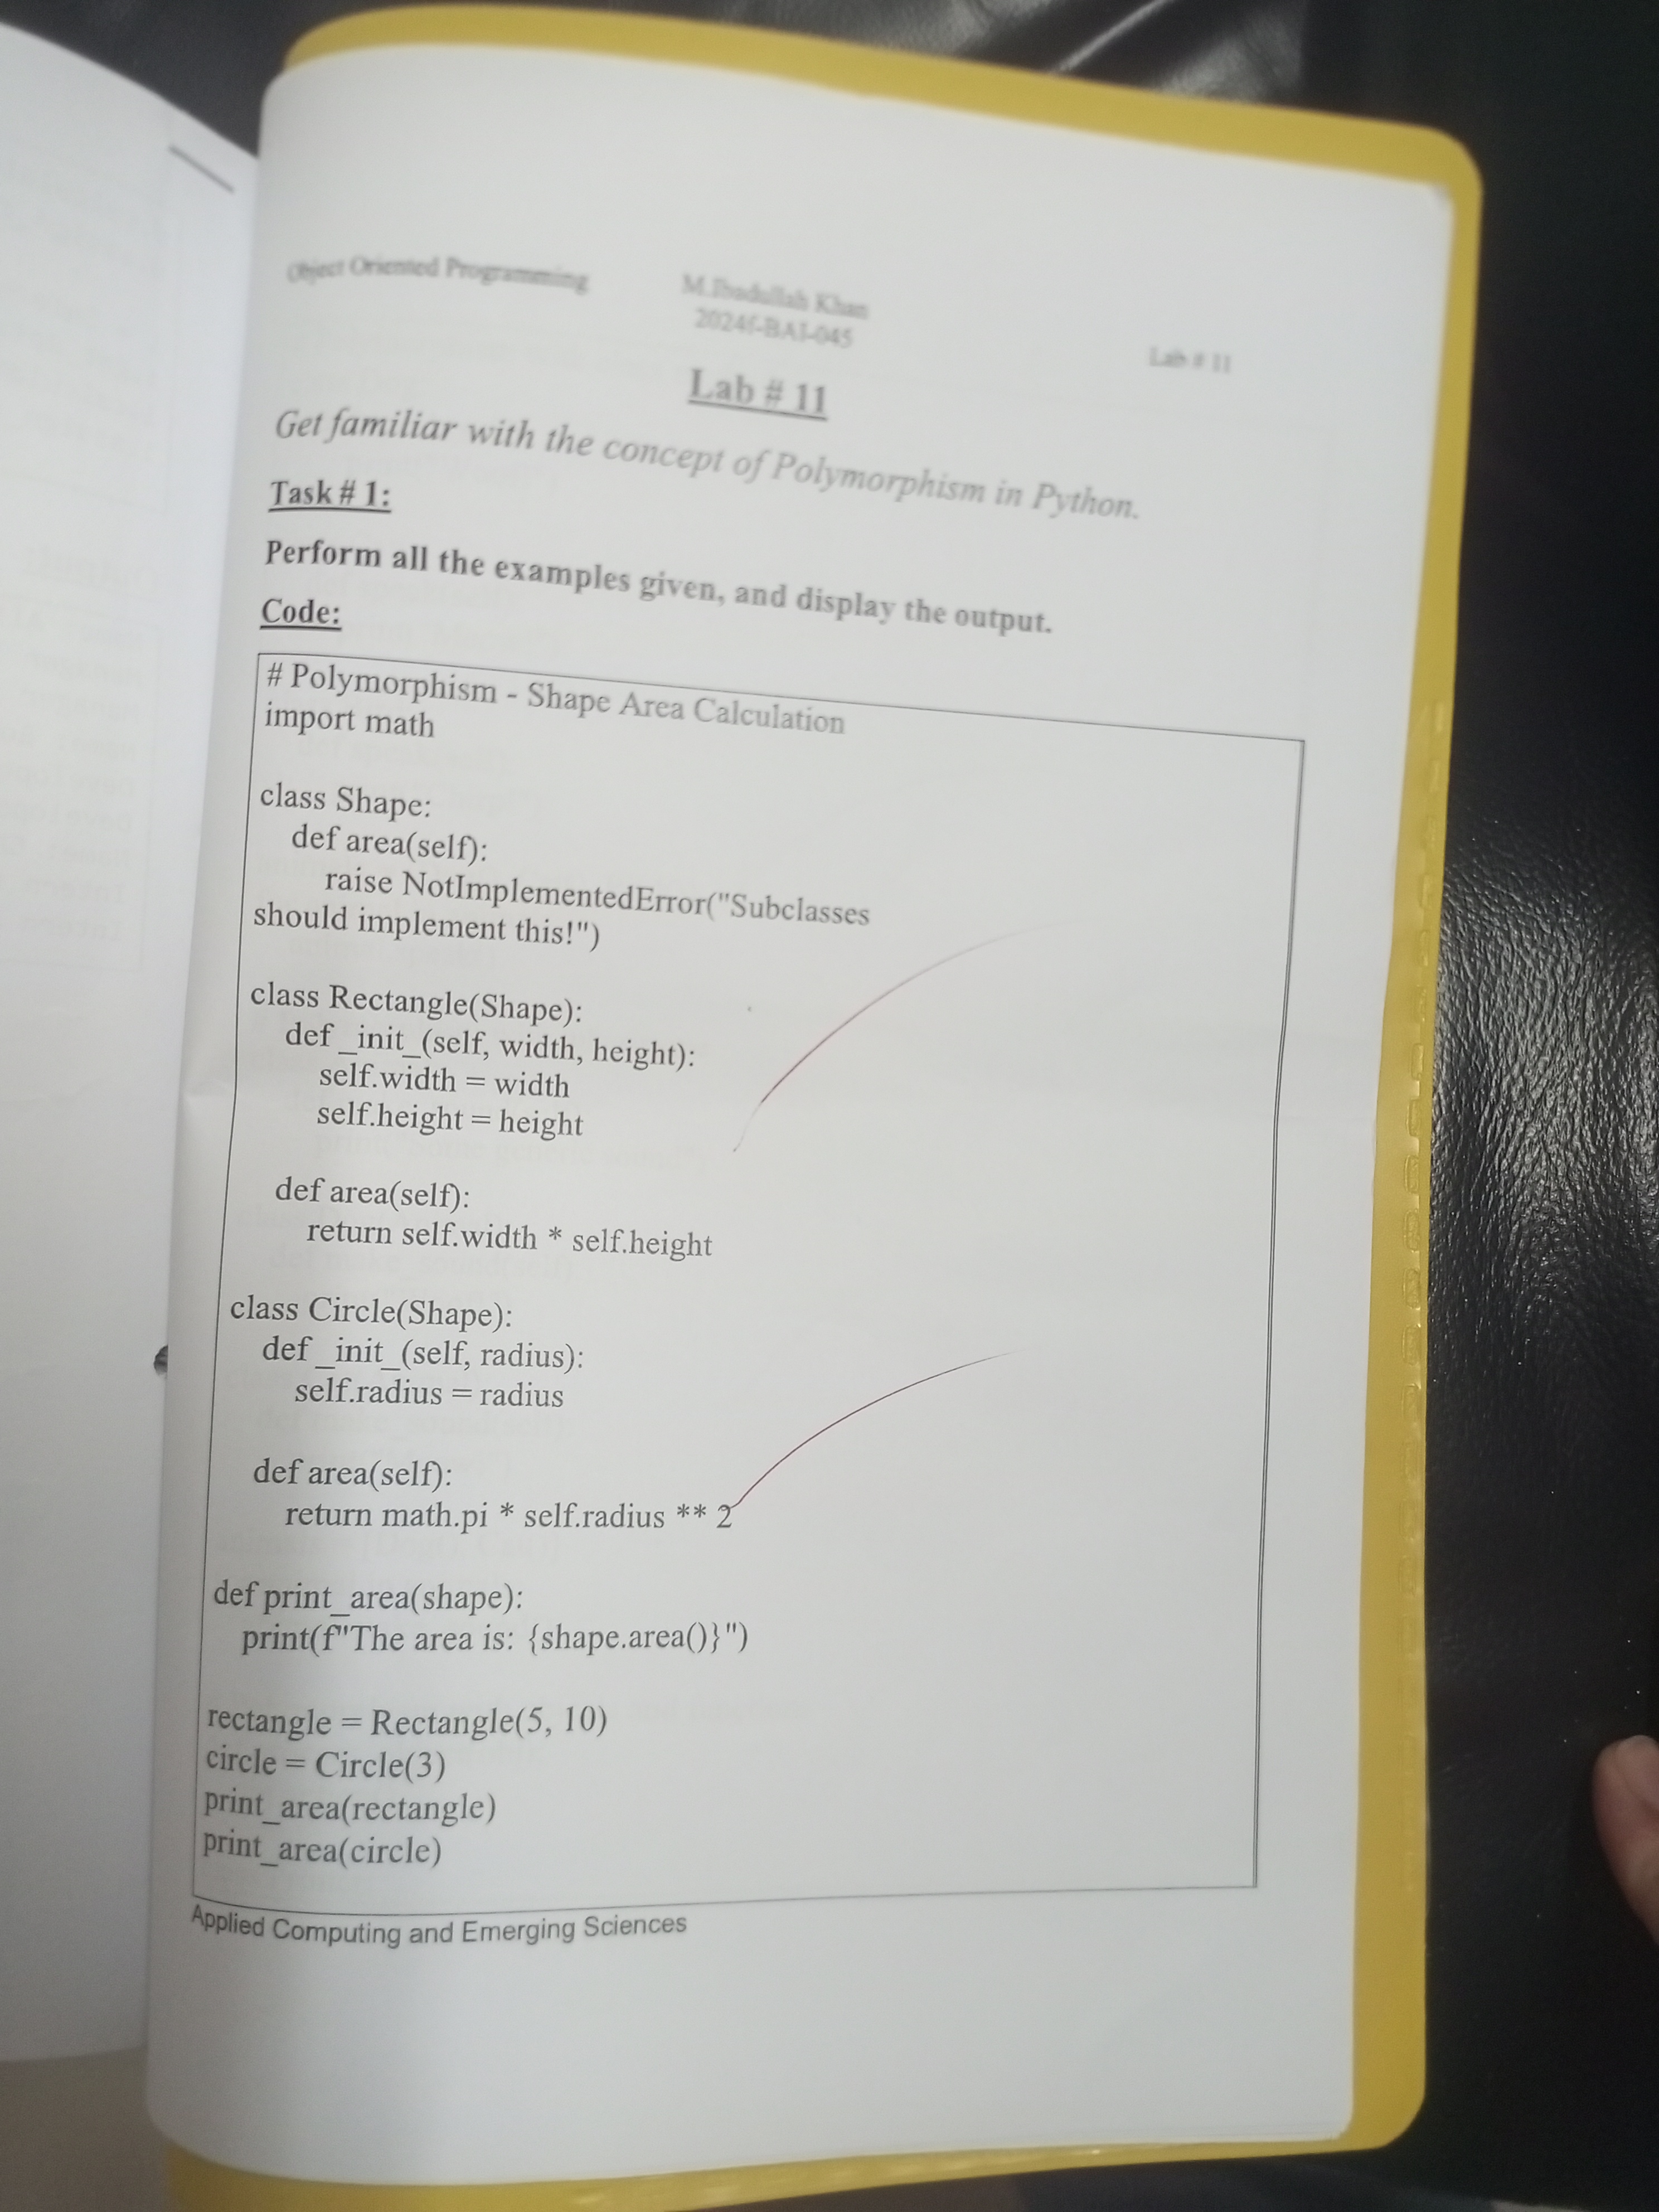 Object Oriented Programming
M.Ibadullah Khan
2024f-BAI-045
Lab # 11
Lab # 11
Get familiar with the concept of Polymorphism in Python.
Task # 1:
Perform all the examples given, and display the output.
Code:
# Polymorphism - Shape Area Calculation
import math
class Shape:
def area(self):
raise NotImplementedError("Subclasses
should implement this!")
class Rectangle(Shape):
def _init_(self, width, height):
self.width = width
self.height = height
def area(self):
return self.width * self.height
class Circle(Shape):
def _init_(self, radius):
self.radius = radius
def area(self):
return math.pi * self.radius ** 2
def print_area(shape):
print(f"The area is: {shape.area()}")
rectangle = Rectangle(5, 10)
circle = Circle(3)
print_area(rectangle)
print_area(circle)
Applied Computing and Emerging Sciences